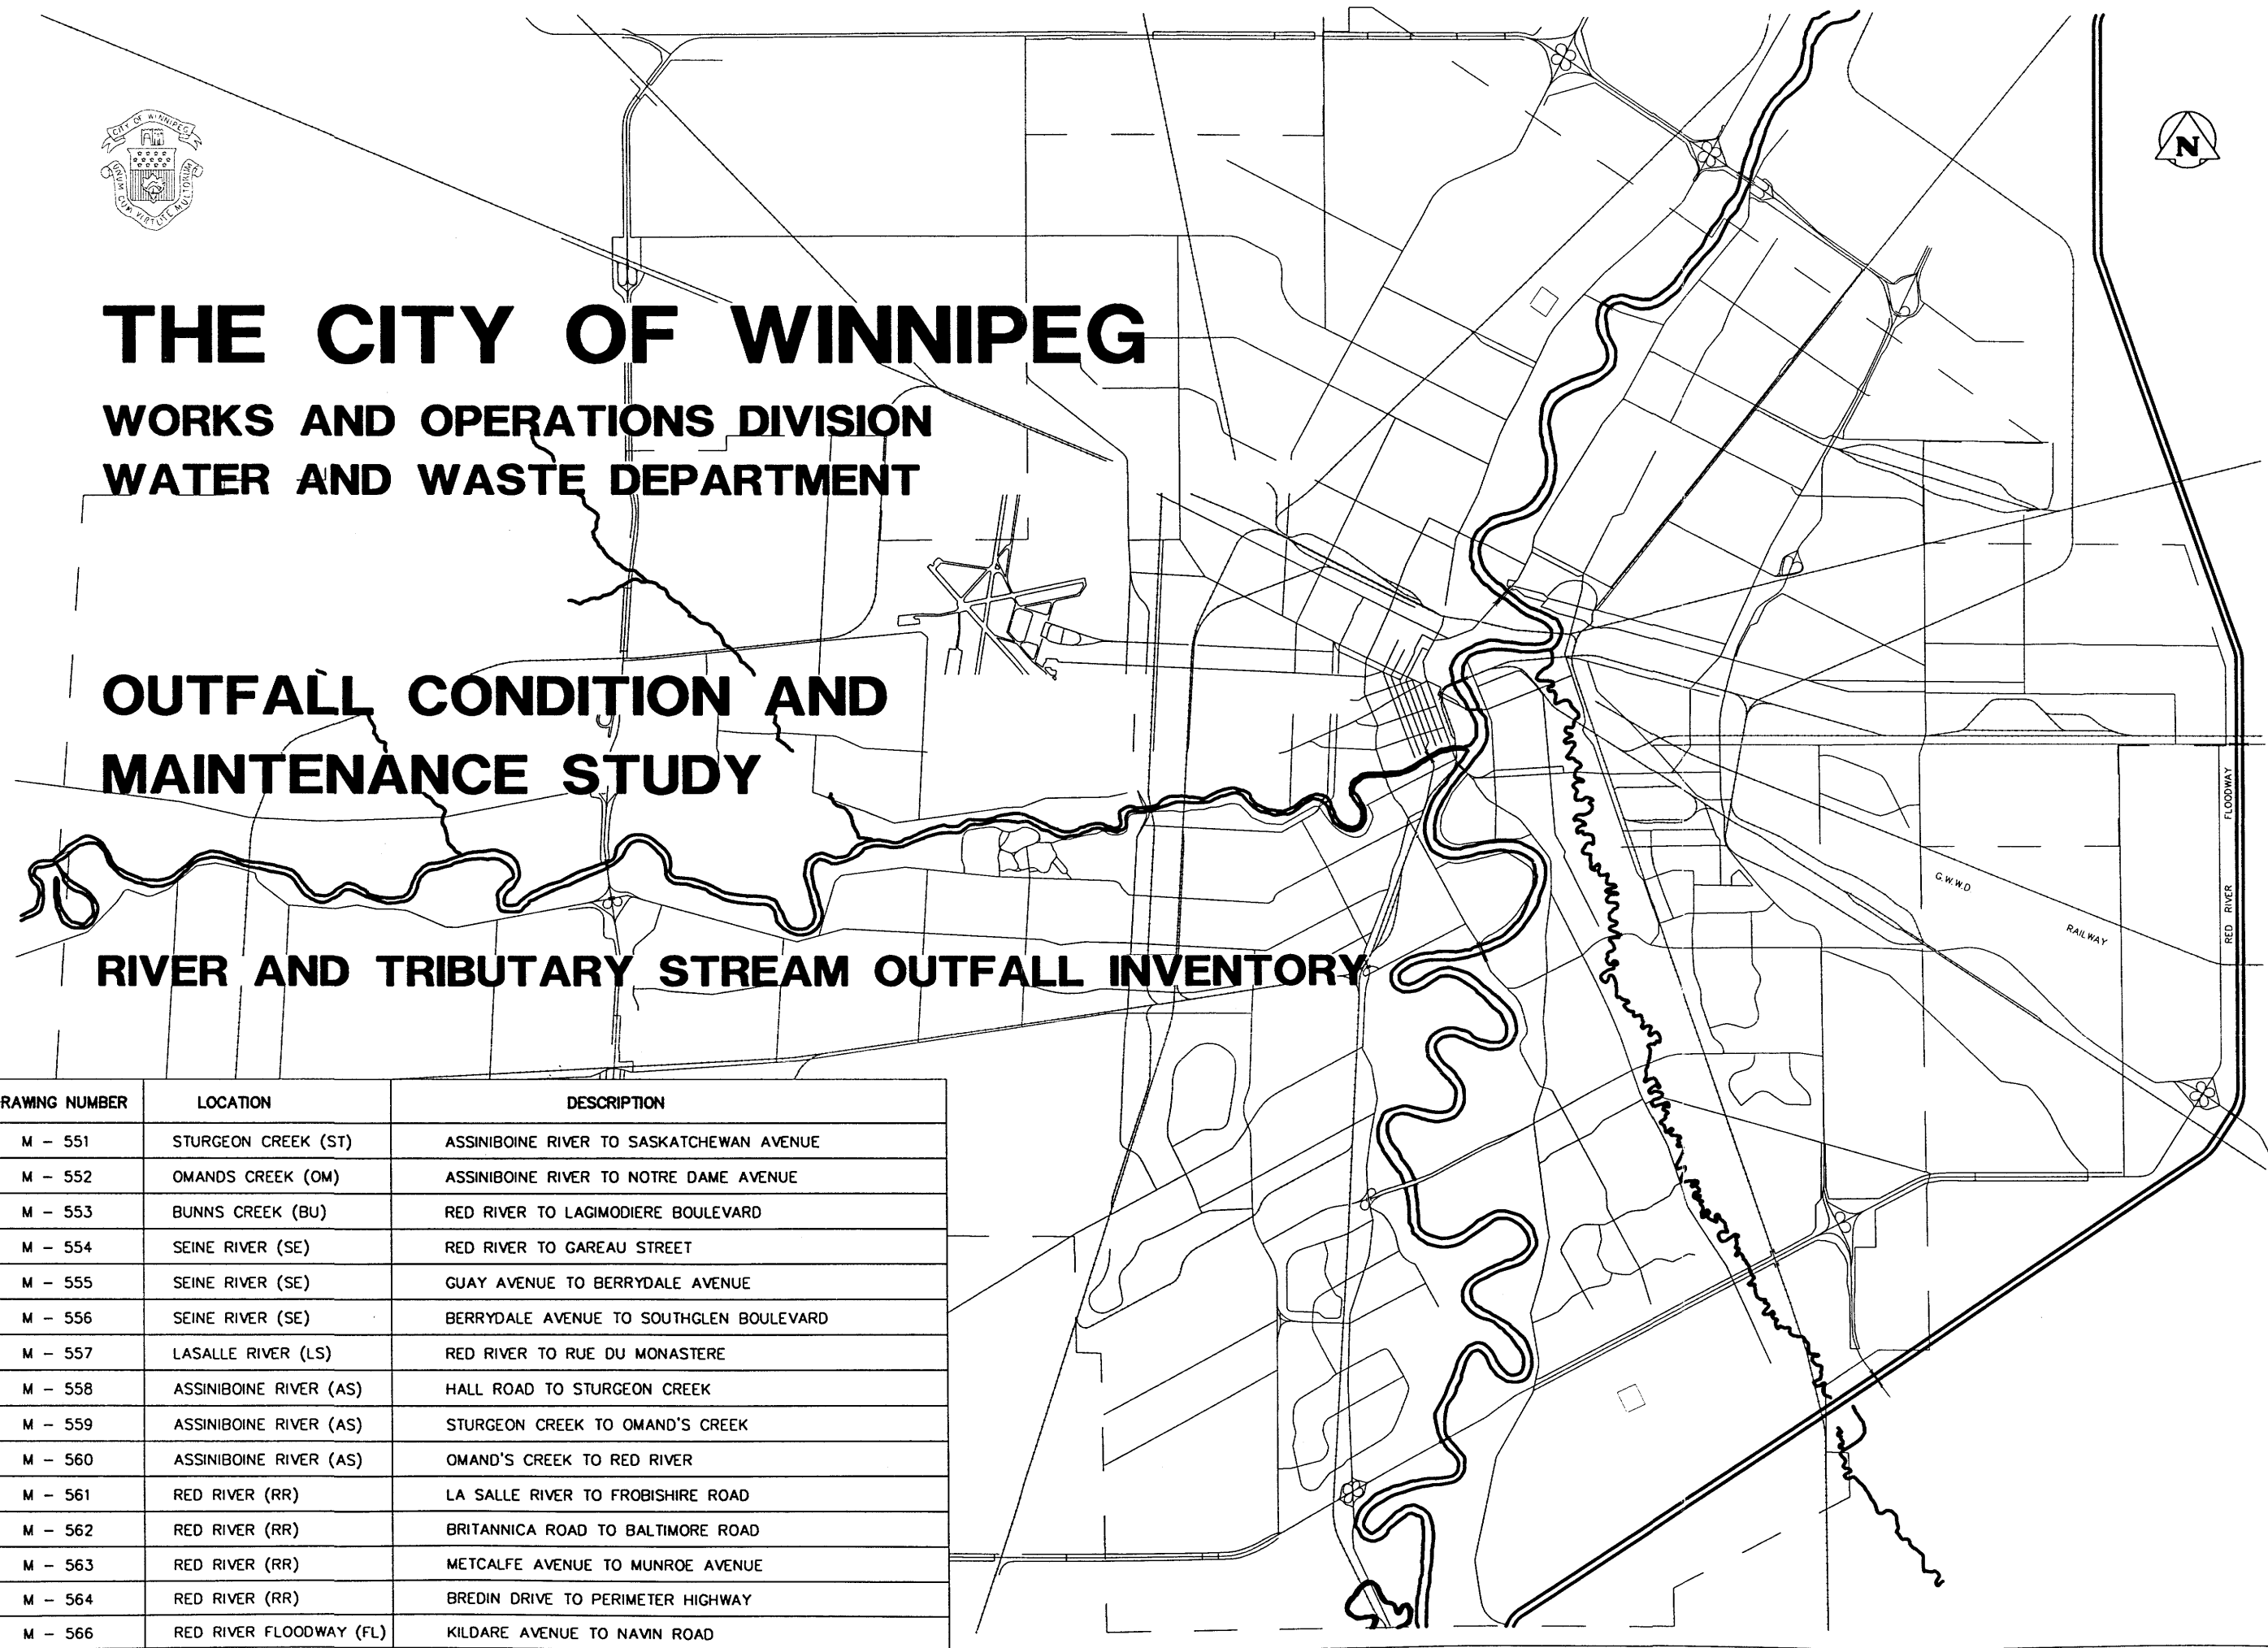 CITY OF WINNIPEG
UNUM CUM VIRTUTE MULTORUM
N
THE CITY OF WINNIPEG
WORKS AND OPERATIONS DIVISION
WATER AND WASTE DEPARTMENT
OUTFALL CONDITION AND
MAINTENANCE STUDY
RIVER AND TRIBUTARY STREAM OUTFALL INVENTORY
G.W.W.D. RAILWAY
RED RIVER FLOODWAY
RAWING NUMBER LOCATION DESCRIPTION
M - 551 STURGEON CREEK (ST) ASSINIBOINE RIVER TO SASKATCHEWAN AVENUE
M - 552 OMANDS CREEK (OM) ASSINIBOINE RIVER TO NOTRE DAME AVENUE
M - 553 BUNNS CREEK (BU) RED RIVER TO LAGIMODIERE BOULEVARD
M - 554 SEINE RIVER (SE) RED RIVER TO GAREAU STREET
M - 555 SEINE RIVER (SE) GUAY AVENUE TO BERRYDALE AVENUE
M - 556 SEINE RIVER (SE) BERRYDALE AVENUE TO SOUTHGLEN BOULEVARD
M - 557 LASALLE RIVER (LS) RED RIVER TO RUE DU MONASTERE
M - 558 ASSINIBOINE RIVER (AS) HALL ROAD TO STURGEON CREEK
M - 559 ASSINIBOINE RIVER (AS) STURGEON CREEK TO OMAND'S CREEK
M - 560 ASSINIBOINE RIVER (AS) OMAND'S CREEK TO RED RIVER
M - 561 RED RIVER (RR) LA SALLE RIVER TO FROBISHIRE ROAD
M - 562 RED RIVER (RR) BRITANNICA ROAD TO BALTIMORE ROAD
M - 563 RED RIVER (RR) METCALFE AVENUE TO MUNROE AVENUE
M - 564 RED RIVER (RR) BREDIN DRIVE TO PERIMETER HIGHWAY
M - 566 RED RIVER FLOODWAY (FL) KILDARE AVENUE TO NAVIN ROAD